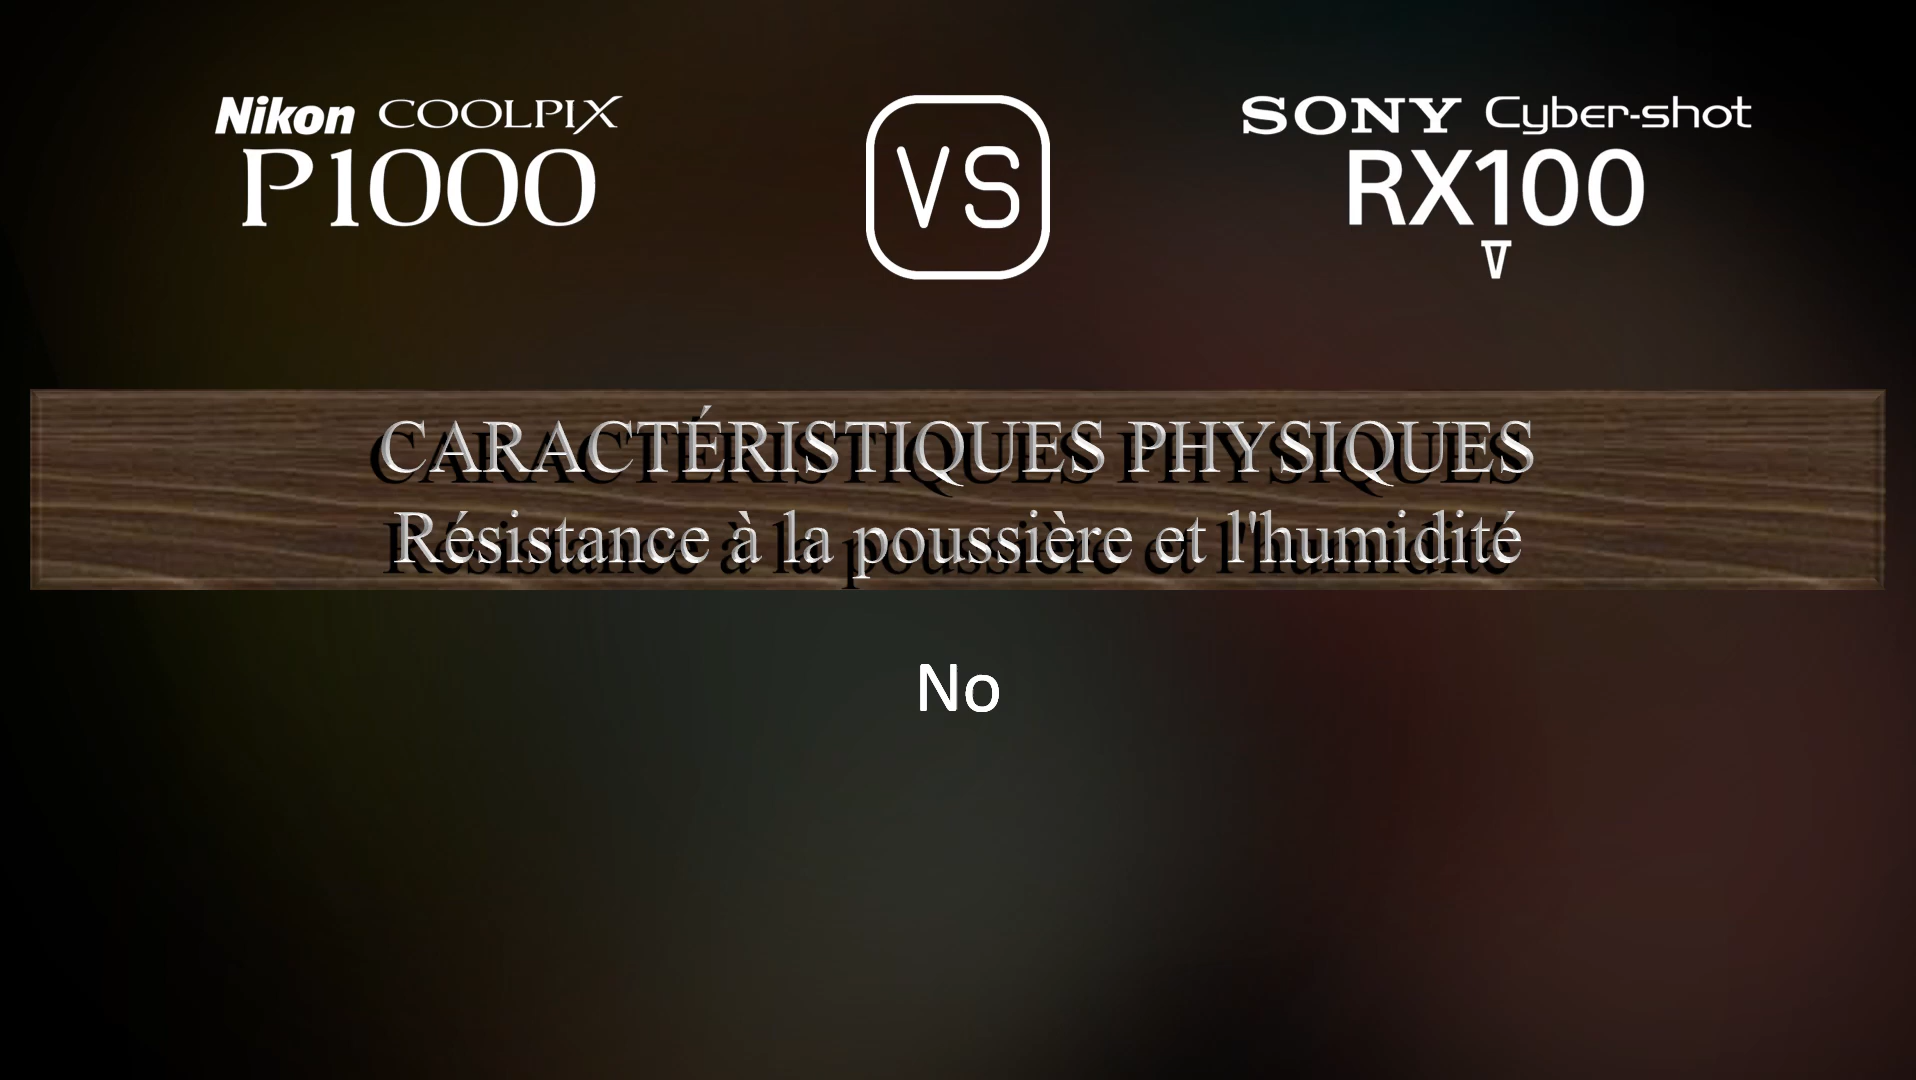 Nikon COOLPIX
P1000
VS
SONY Cyber-shot
RX100
V
CARACTÉRISTIQUES PHYSIQUES
Résistance à la poussière et l'humidité
No